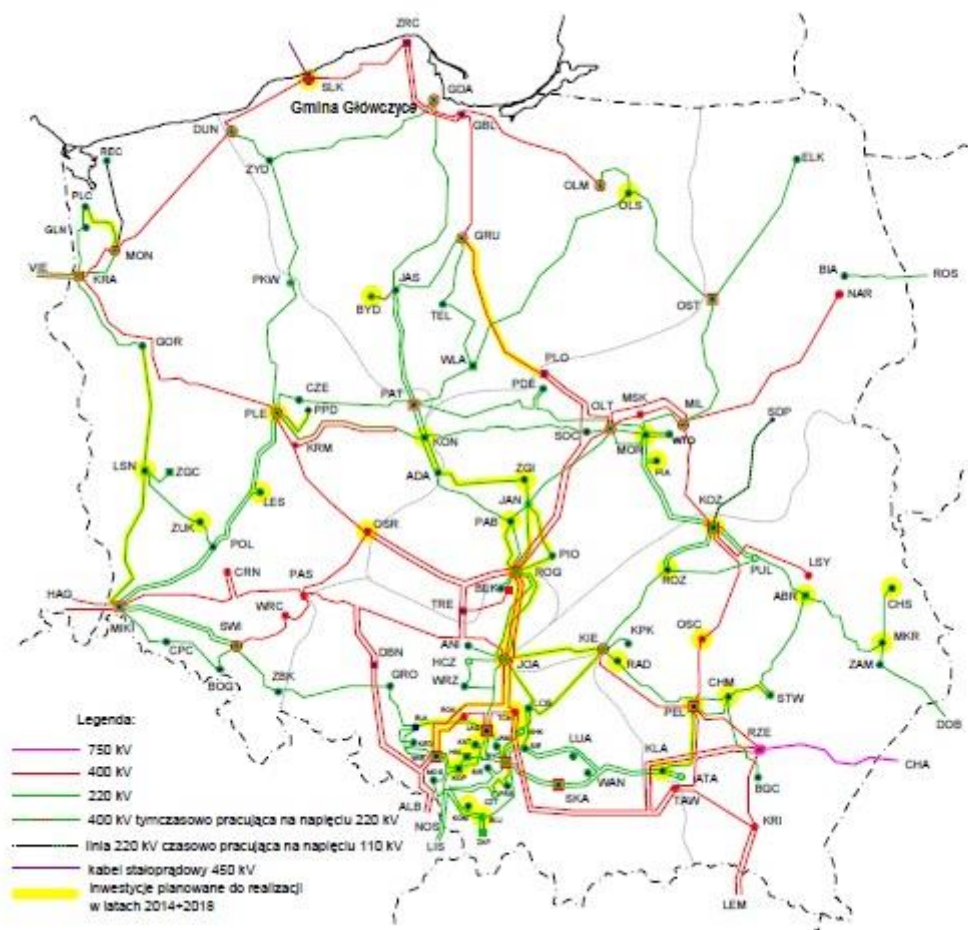 ZRC
SLK
GDA
Gmina Główczyce
GBL
DUN
REC
ZYD
ELK
OLM
OLS
PLC
GLN
MON
GRU
VIE
KRA
PKW
JAS
BIA
ROS
NAR
BYD
TEL
OST
GOR
WLA
PLO
CZE
PAT
PDE
OLT
MSK
MIL
PLE
PPD
SDP
SOC
WTO
KRM
KON
MOR
LSN
ZGC
ADA
ZGI
LES
JAN
KOZ
ZUK
OSR
PAB
POL
PIO
PUL
LSY
CRN
PAS
ROG
ROZ
ABR
CHS
HAG
BEK
WRC
TRE
MIKI
SWI
OSC
MKR
KIE
KPK
CPC
DBN
ANI
ZAM
HCZ
JOA
RAD
BOG
ZBK
GRO
WRZ
CHM
STW
DOB
PEL
Legenda:
RZE
LUA
KLA
750 kV
CHA
400 kV
WAN
ATA
220 kV
SKA
BGC
TAW
ALB
400 kV tymczasowo pracująca na napięciu 220 kV
NOS
KRI
linia 220 kV czasowo pracująca na napięciu 110 kV
LIS
kabel stałoprądowy 450 kV
Inwestycje planowane do realizacji
w latach 2014÷2018
LEM